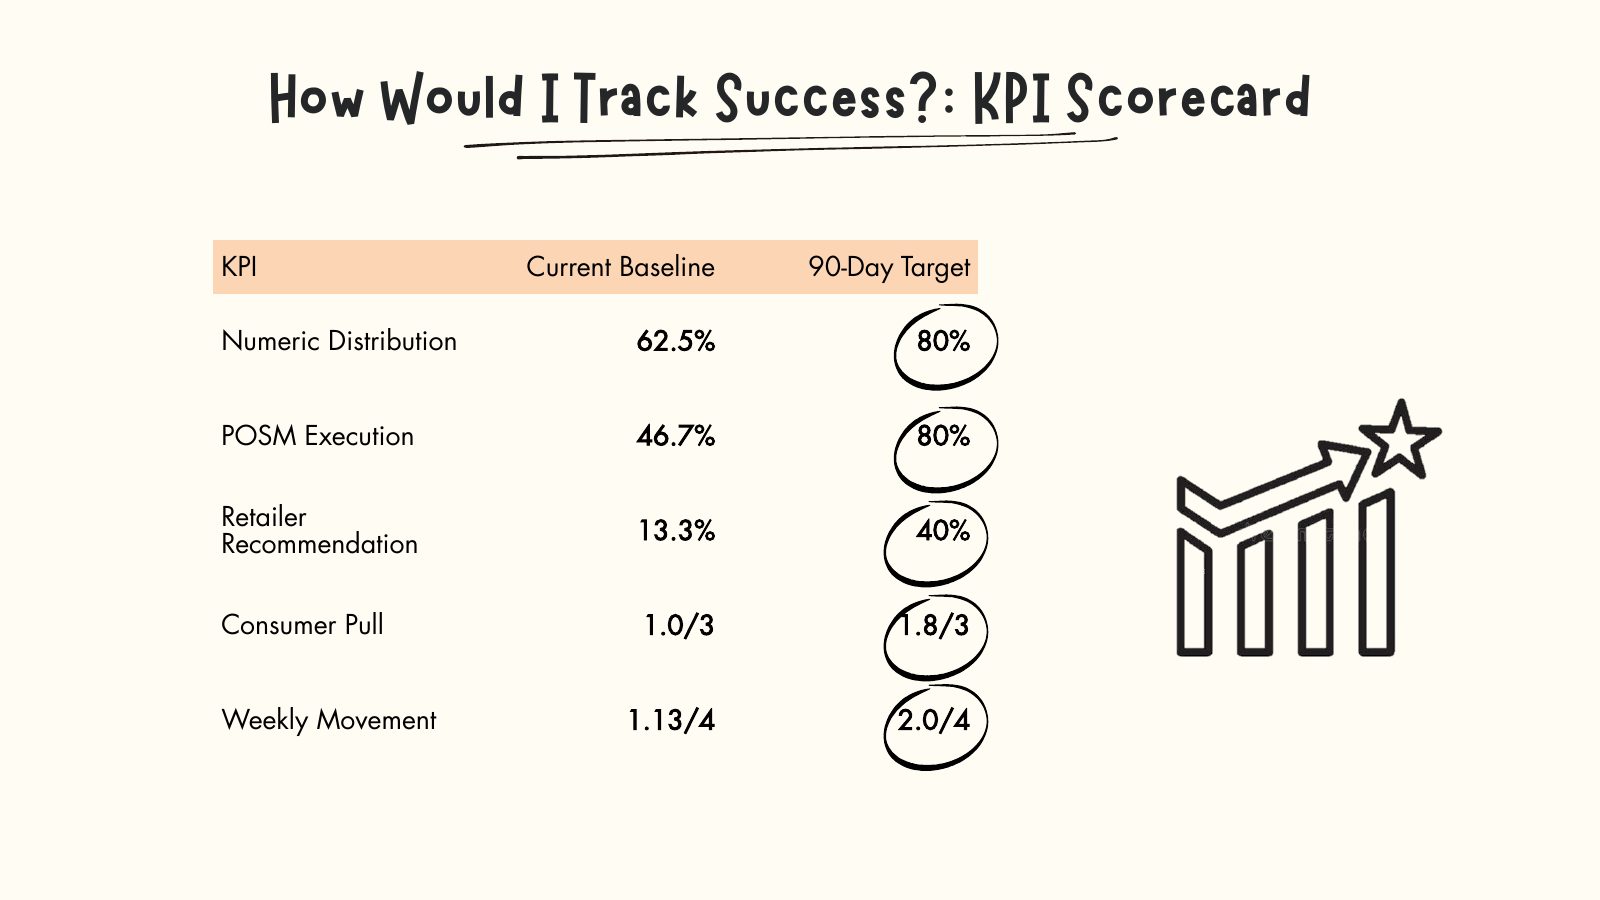 How Would I Track Success?: KPI Scorecard
KPI Current Baseline 90-Day Target
Numeric Distribution 62.5% 80%
POSM Execution 46.7% 80%
Retailer
Recommendation 13.3% 40%
Consumer Pull 1.0/3 1.8/3
Weekly Movement 1.13/4 2.0/4